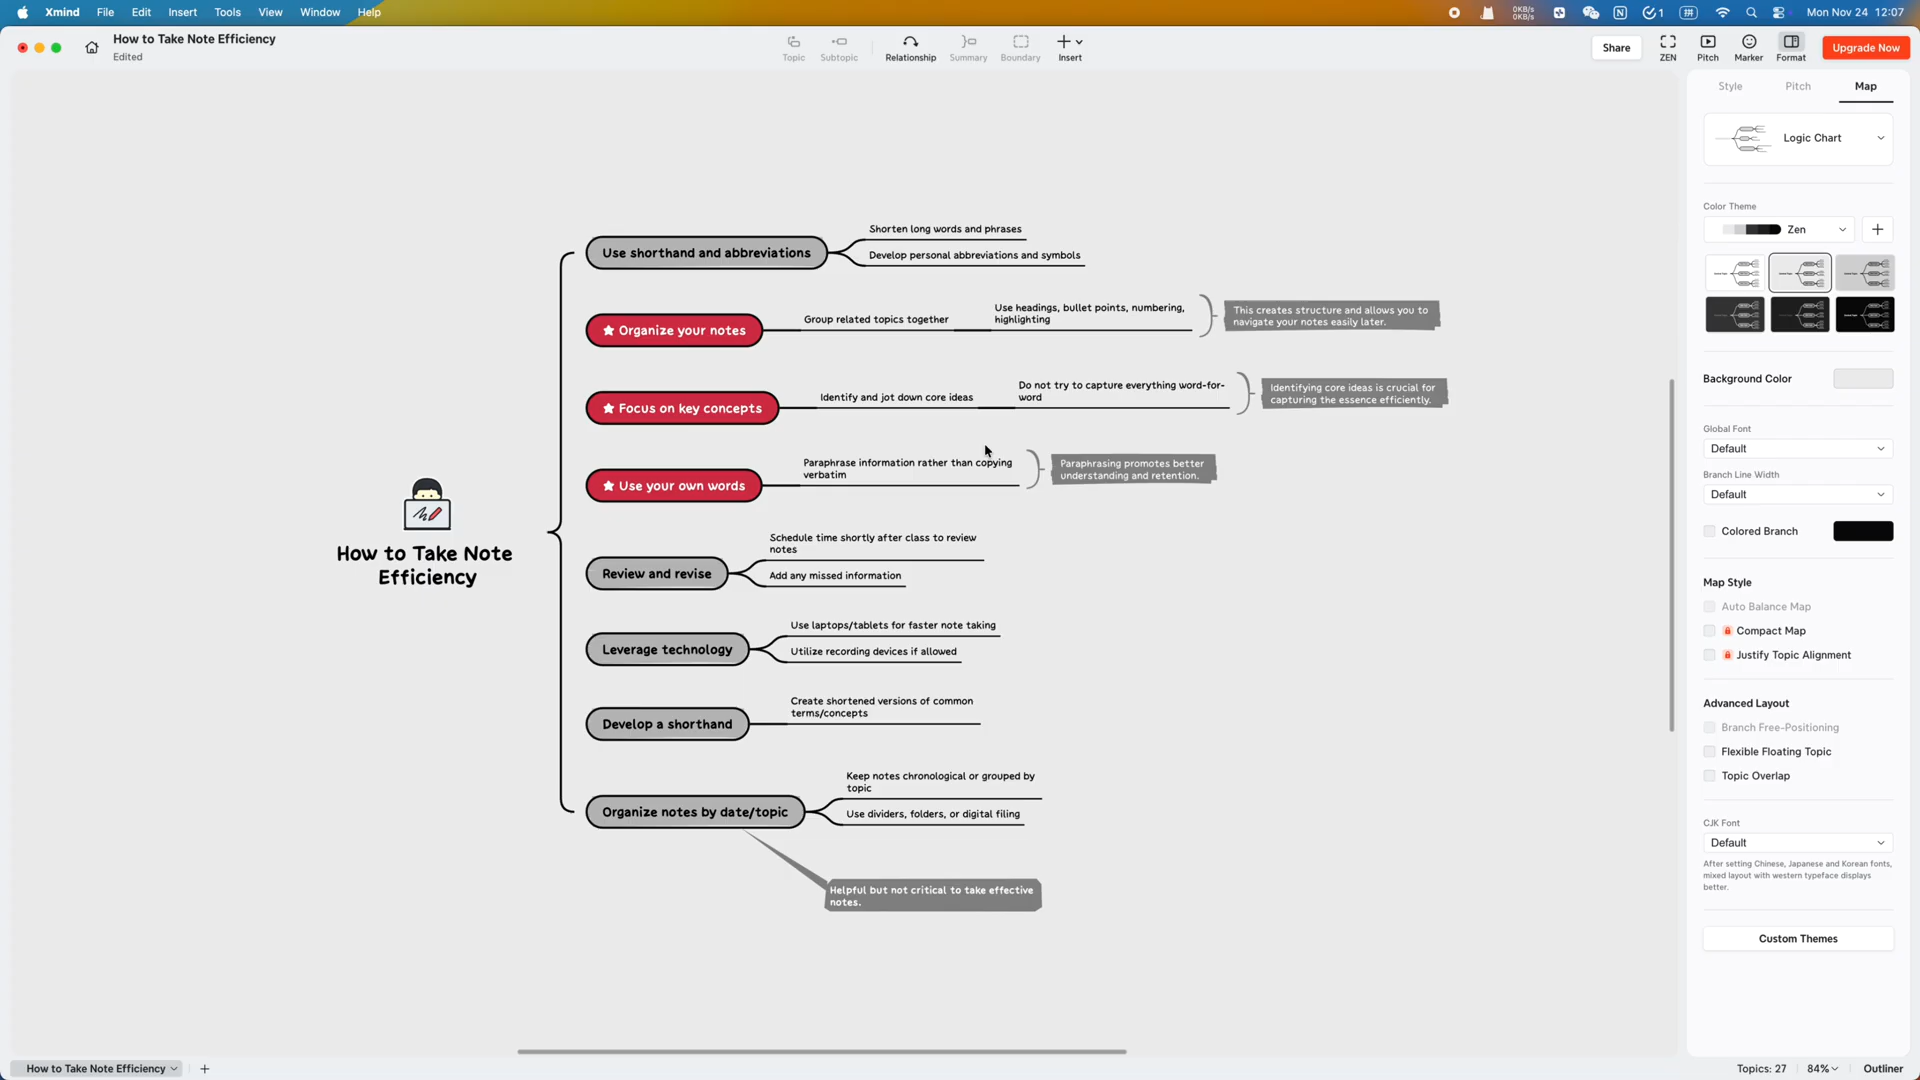 Xmind File Edit Insert Tools View Window Help
0KB/s
0KB/s
1
拼
Mon Nov 24 12:07
How to Take Note Efficiency
Edited
Topic
Subtopic
Relationship
Summary
Boundary
Insert
Share
ZEN
Pitch
Marker
Format
Upgrade Now
Style
Pitch
Map
Logic Chart
Color Theme
Zen
Background Color
Global Font
Default
Branch Line Width
Default
Colored Branch
Map Style
Auto Balance Map
Compact Map
Justify Topic Alignment
Advanced Layout
Branch Free-Positioning
Flexible Floating Topic
Topic Overlap
CJK Font
Default
After setting Chinese, Japanese and Korean fonts,
mixed layout with western typeface displays
better.
Custom Themes
How to Take Note
Efficiency
Use shorthand and abbreviations
Shorten long words and phrases
Develop personal abbreviations and symbols
Organize your notes
Group related topics together
Use headings, bullet points, numbering,
highlighting
This creates structure and allows you to
navigate your notes easily later.
Focus on key concepts
Identify and jot down core ideas
Do not try to capture everything word-for-
word
Identifying core ideas is crucial for
capturing the essence efficiently.
Use your own words
Paraphrase information rather than copying
verbatim
Paraphrasing promotes better
understanding and retention.
Review and revise
Schedule time shortly after class to review
notes
Add any missed information
Leverage technology
Use laptops/tablets for faster note taking
Utilize recording devices if allowed
Develop a shorthand
Create shortened versions of common
terms/concepts
Organize notes by date/topic
Keep notes chronological or grouped by
topic
Use dividers, folders, or digital filing
Helpful but not critical to take effective
notes.
How to Take Note Efficiency
Topics: 27
84%
Outliner